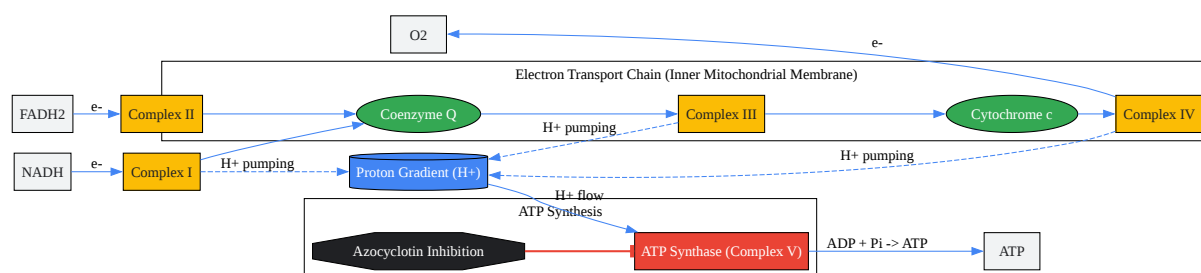 O2
e-
Electron Transport Chain (Inner Mitochondrial Membrane)
FADH2
e-
Complex II
Coenzyme Q
Complex III
Cytochrome c
Complex IV
H+ pumping
H+ pumping
NADH
e-
Complex I
H+ pumping
Proton Gradient (H+)
H+ flow
ATP Synthesis
Azocyclotin Inhibition
ATP Synthase (Complex V)
ADP + Pi -> ATP
ATP